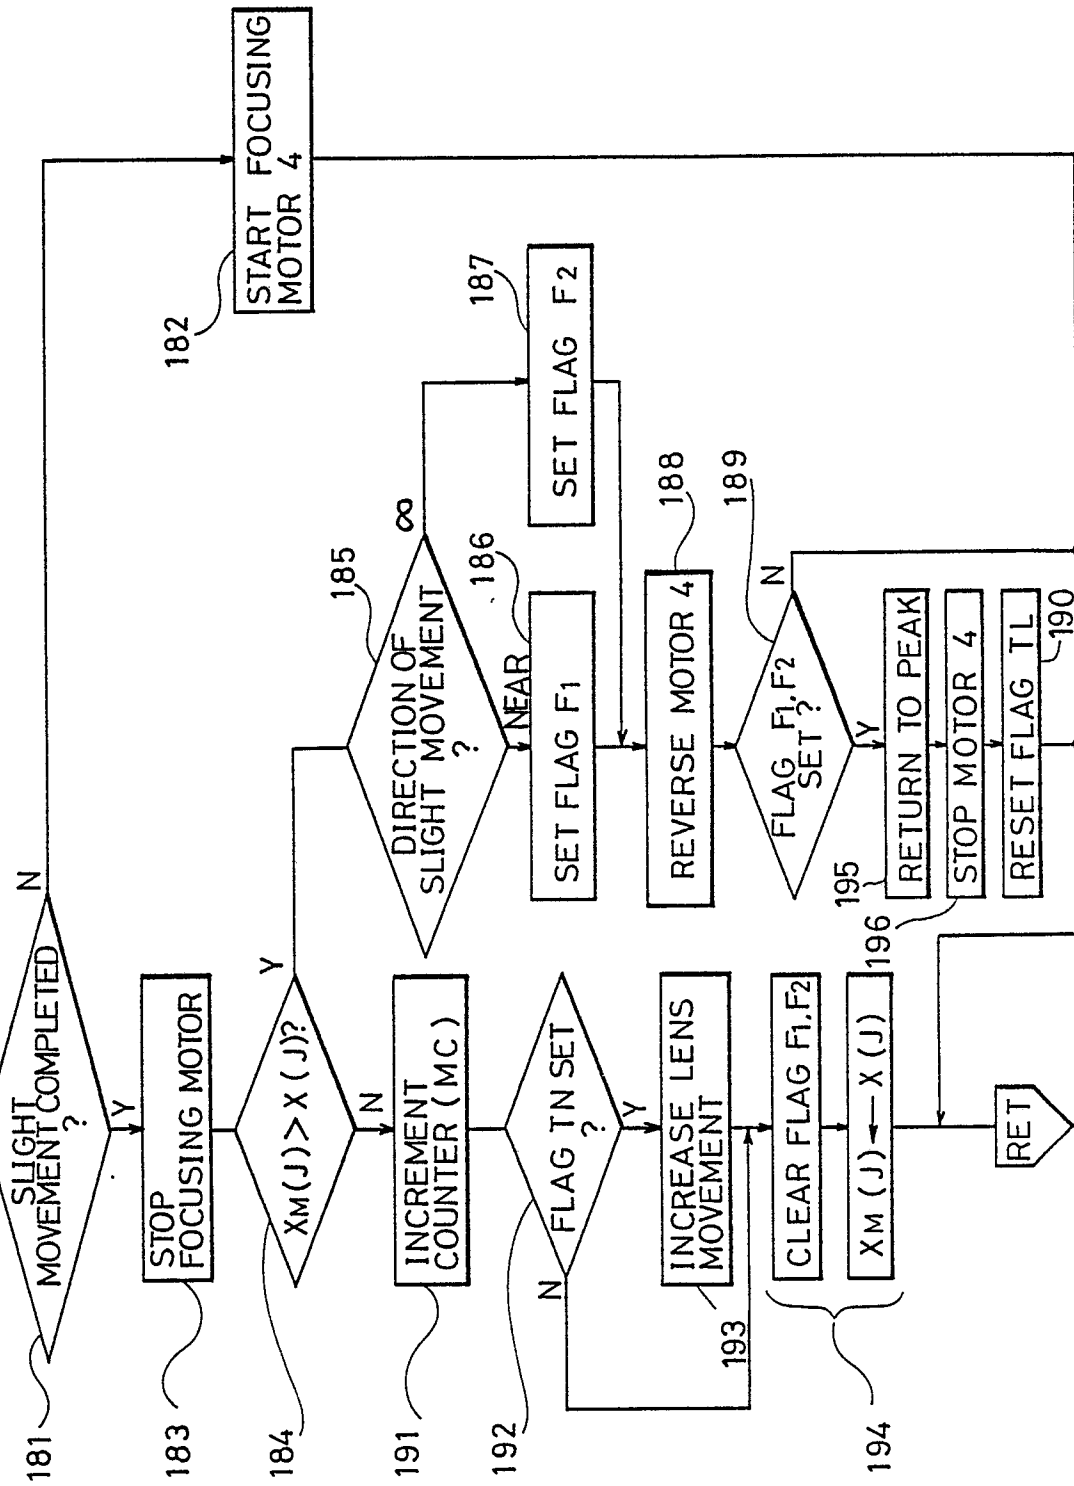 181
SLIGHT
MOVEMENT COMPLETED
?
N
Y
182
START FOCUSING
MOTOR 4
183
STOP
FOCUSING MOTOR
184
XM(J)>X(J)?
Y
N
185
DIRECTION OF
SLIGHT MOVEMENT
?
∞
NEAR
186
SET FLAG F1
187
SET FLAG F2
188
REVERSE MOTOR 4
189
FLAG F1,F2
SET?
N
Y
195
RETURN TO PEAK
196
STOP MOTOR 4
190
RESET FLAG TL
191
INCREMENT
COUNTER (MC)
192
FLAG TN SET
?
N
Y
193
INCREASE LENS
MOVEMENT
194
CLEAR FLAG F1,F2
XM(J)←X(J)
RET